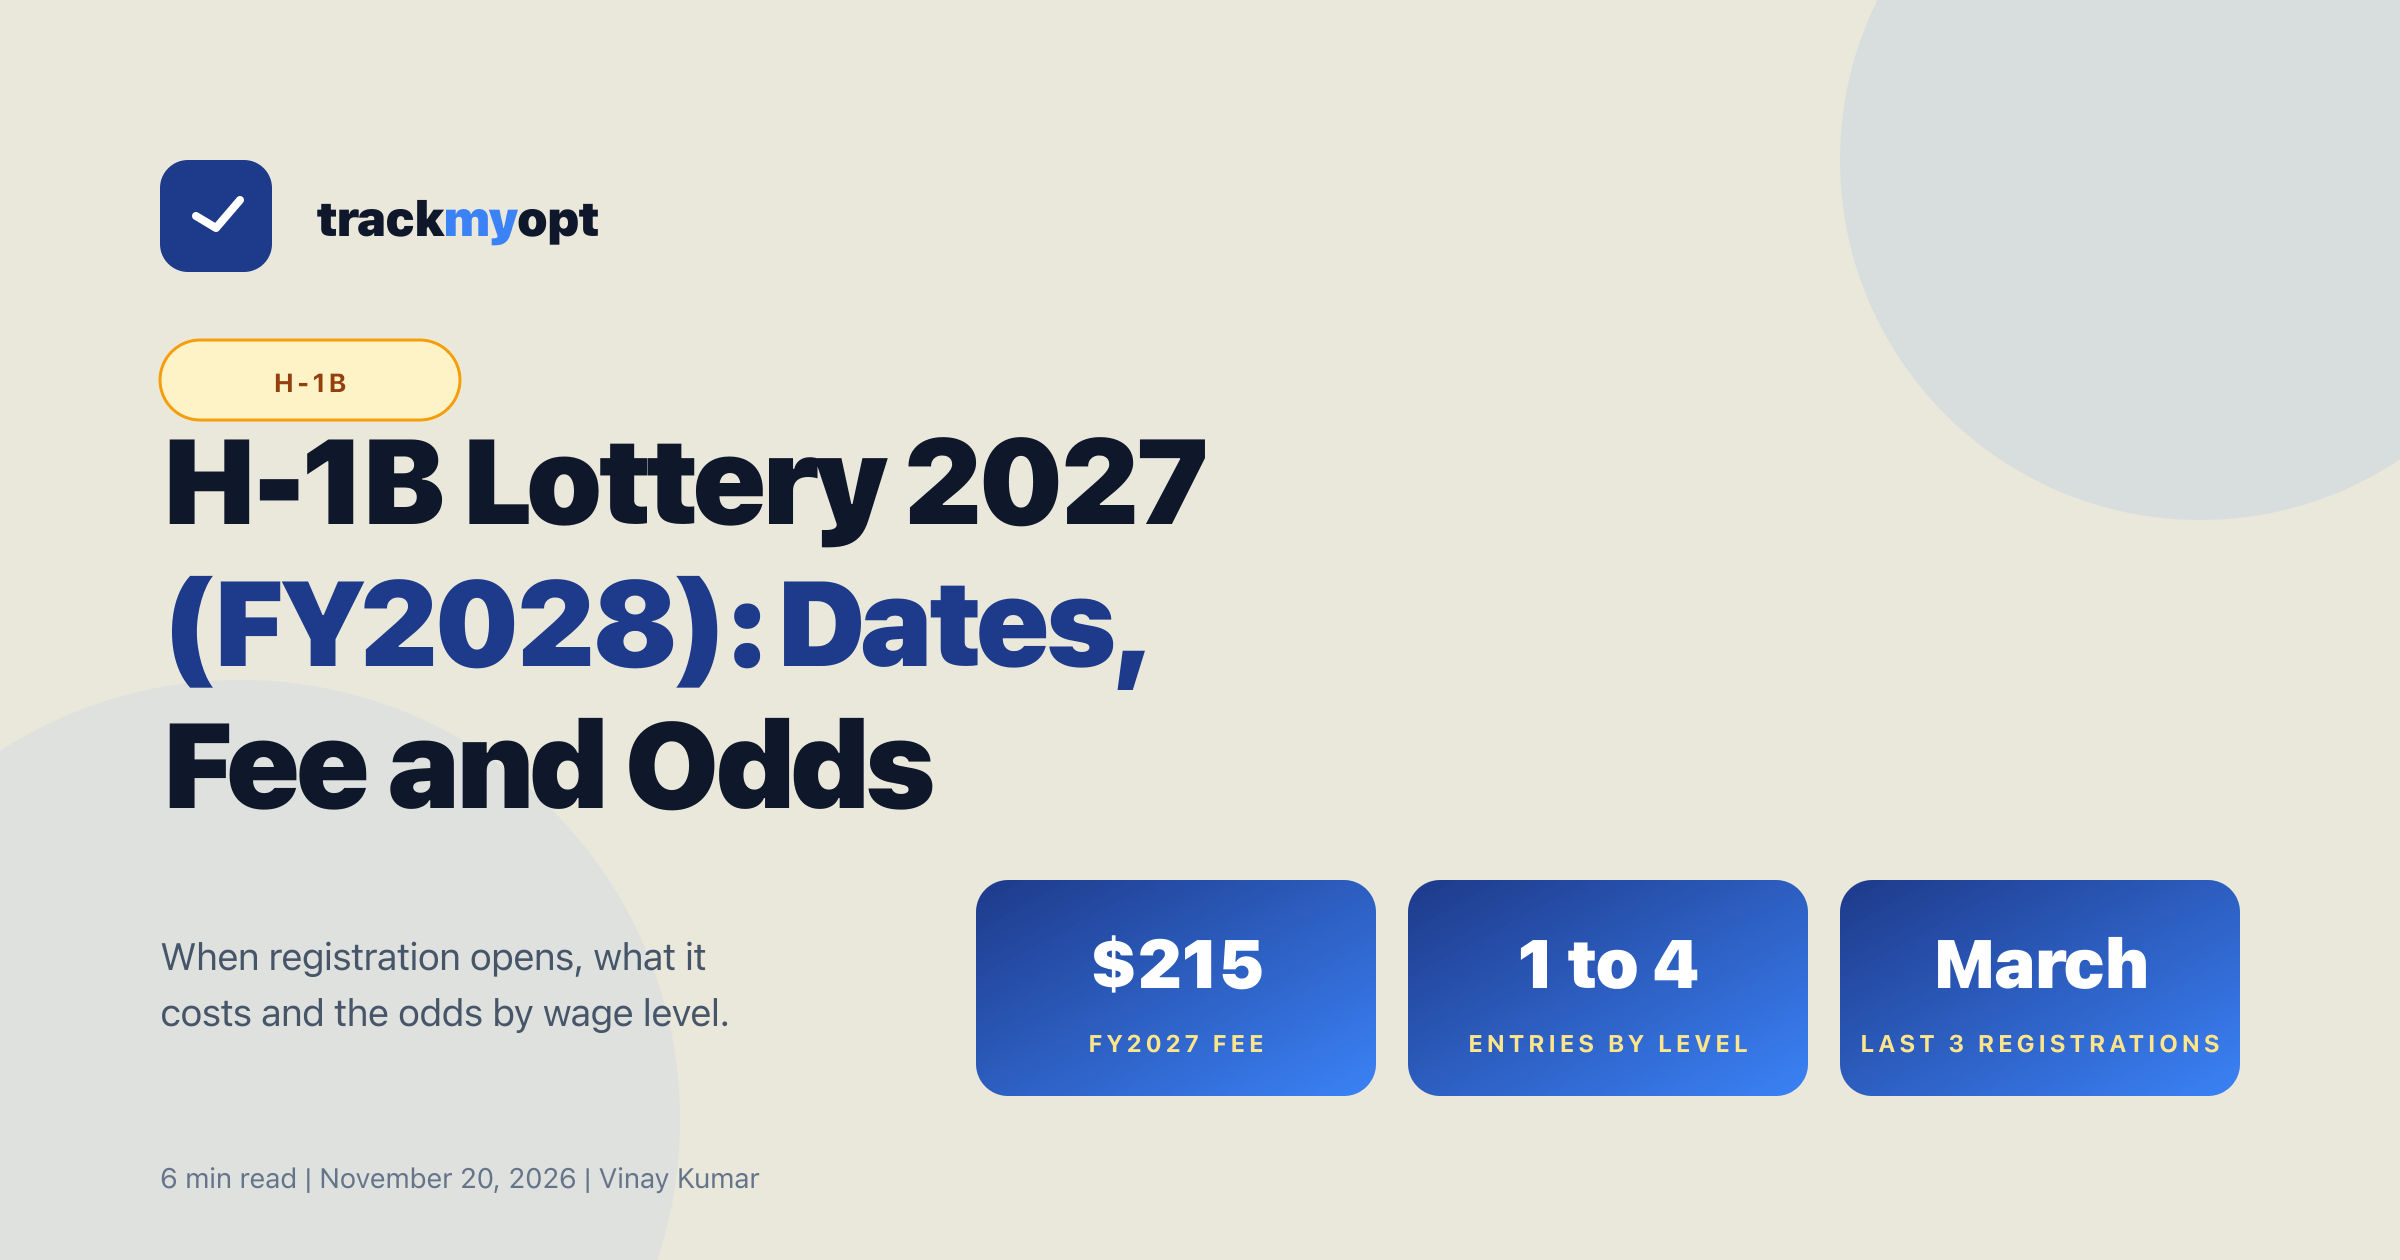 trackmyopt
H-1B
H-1B Lottery 2027
(FY2028): Dates,
Fee and Odds
When registration opens, what it
costs and the odds by wage level.
$215
FY2027 FEE
1 to 4
ENTRIES BY LEVEL
March
LAST 3 REGISTRATIONS
6 min read | November 20, 2026 | Vinay Kumar